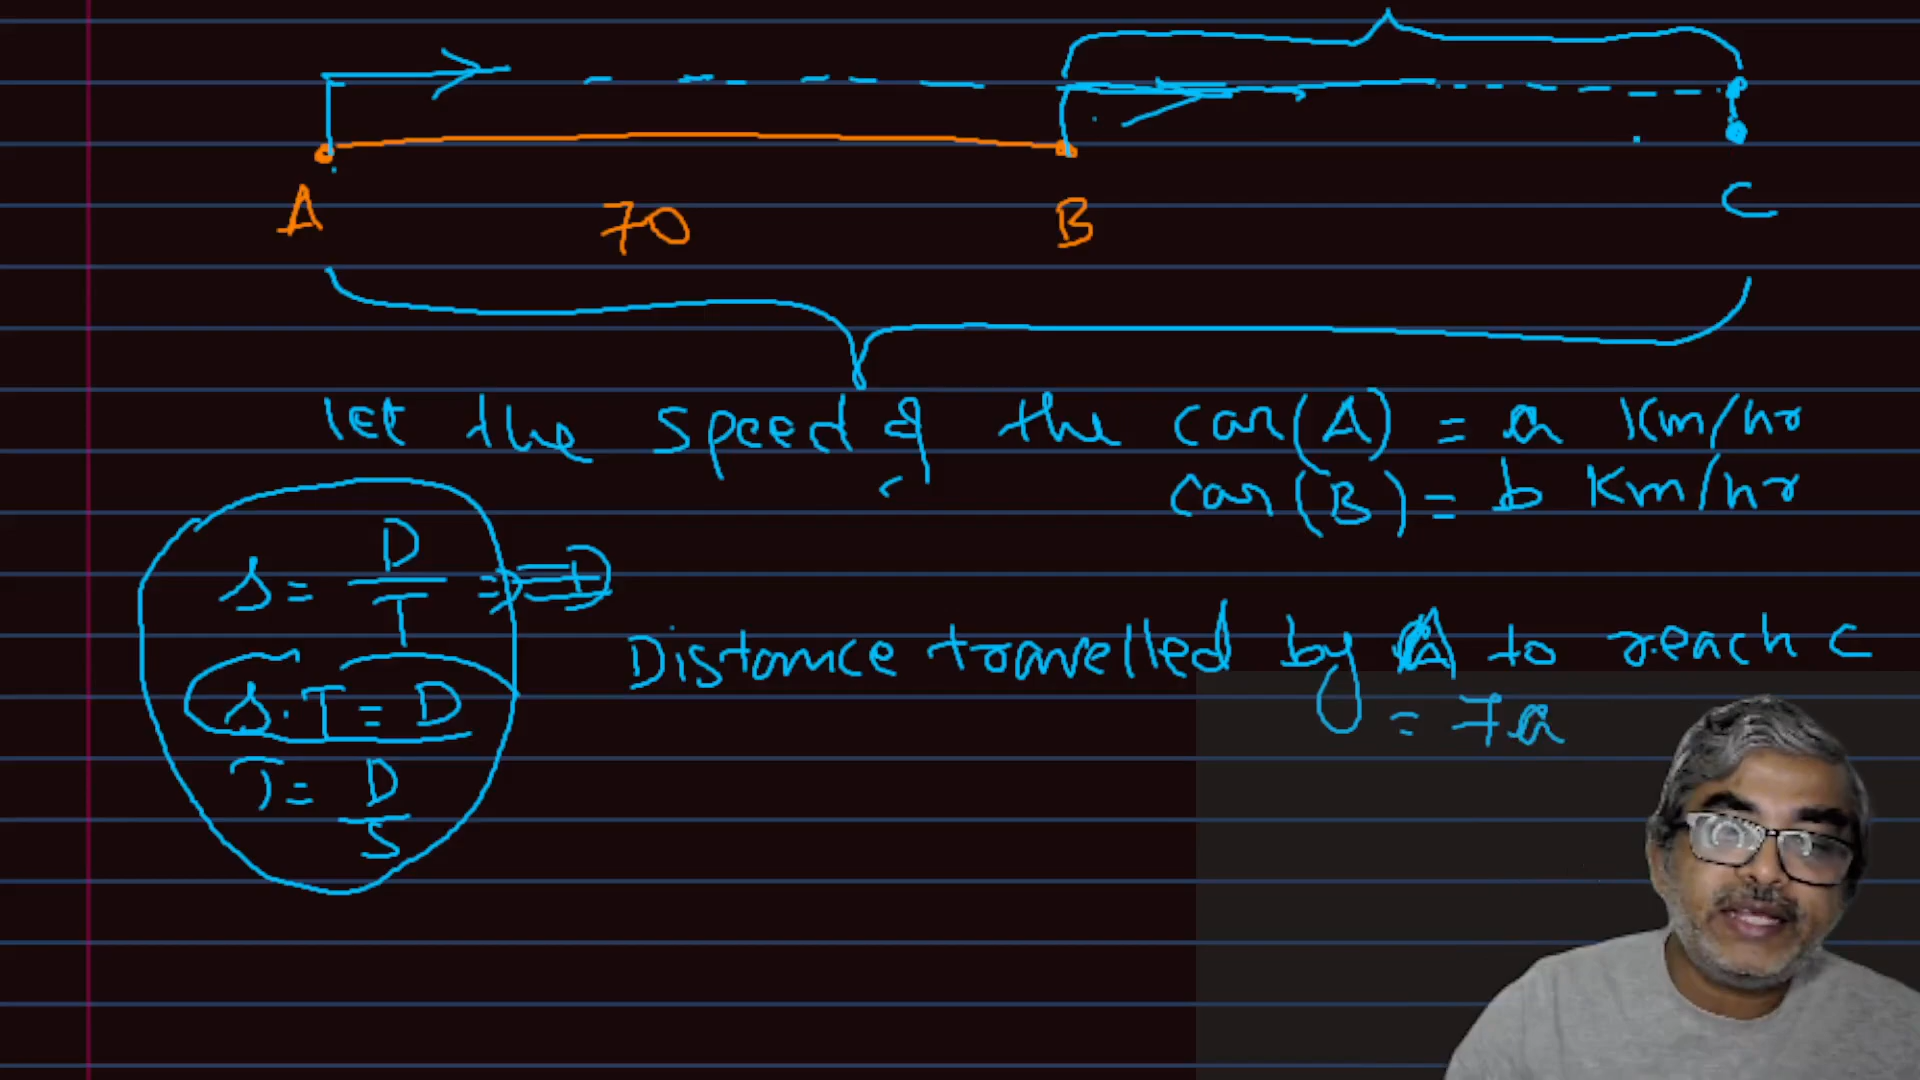 A 70 B C
let the speed of the car(A) = a Km/hr
car(B) = b Km/hr
s = D/T ⇒
Distance travelled by A to reach C
= 7a
s.T = D
T = D/S